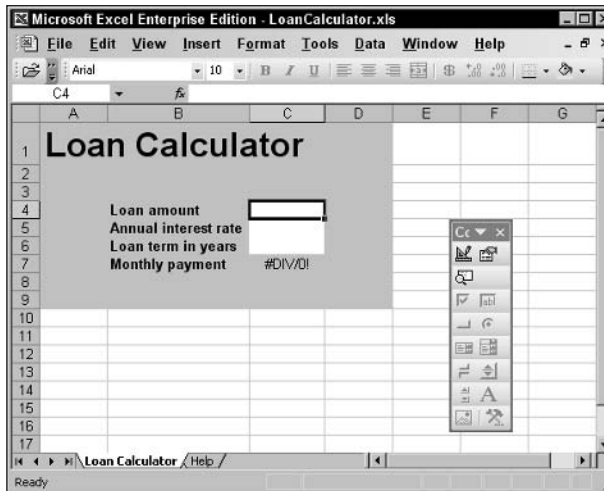 Microsoft Excel Enterprise Edition - LoanCalculator.xls
File Edit View Insert Format Tools Data Window Help
Arial 10 B I U $
C4 fx
A B C D E F G
1 Loan Calculator
2
3
4 Loan amount
5 Annual interest rate
6 Loan term in years
7 Monthly payment #DIV/0!
8
9
10
11
12
13
14
15
16
17
Cc
abl
A
Loan Calculator Help
Ready